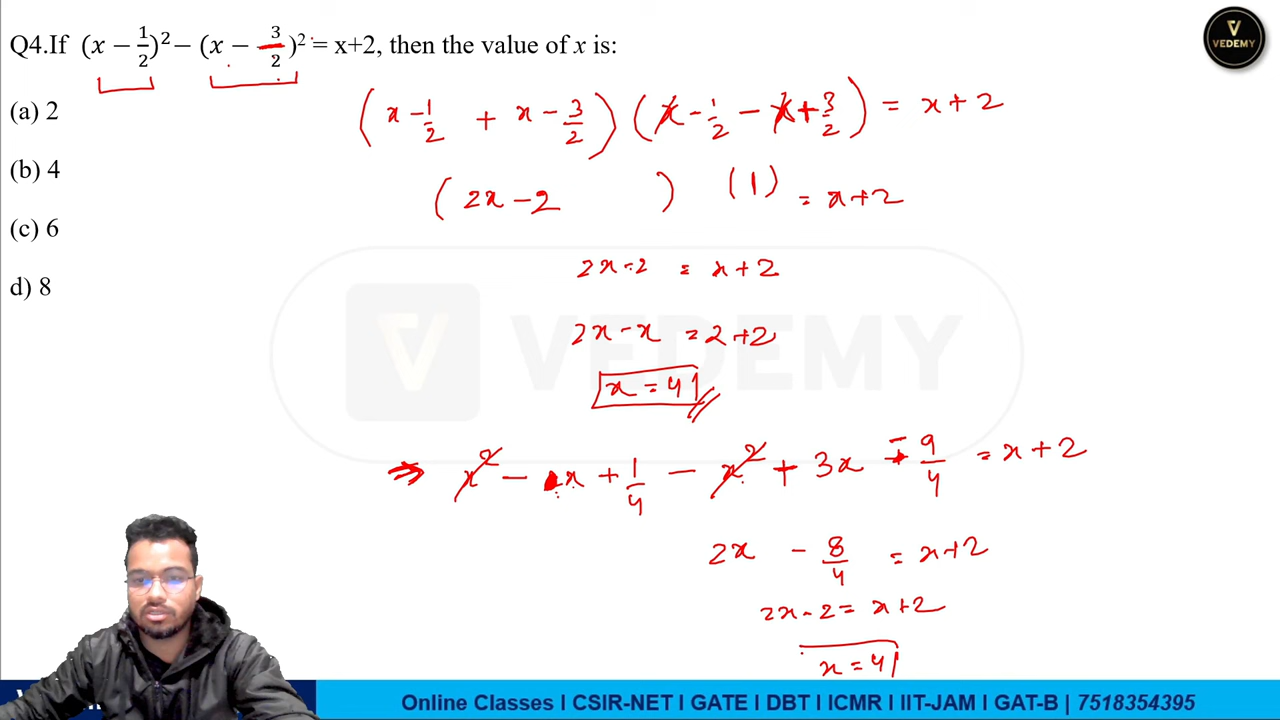 Q4.If (x − 1/2)² − (x − 3/2)² = x+2, then the value of x is:
VEDEMY
(a) 2
(x - 1/2 + x - 3/2) (x - 1/2 - x + 3/2) = x + 2
(b) 4
(2x - 2 ) (1) = x + 2
(c) 6
2x - 2 = x + 2
d) 8
2x - x = 2 + 2
VEDEMY
x = 4
⇒ x² - x + 1/4 - x² + 3x - 9/4 = x + 2
2x - 8/4 = x + 2
2x - 2 = x + 2
x = 4
Online Classes I CSIR-NET I GATE I DBT I ICMR I IIT-JAM I GAT-B I 7518354395